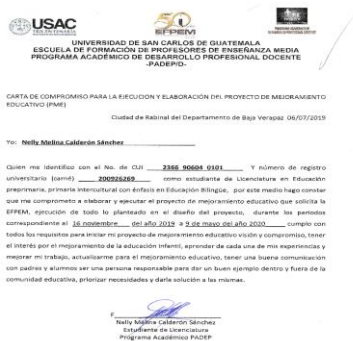 USAC
TRICENTENARIA
EFPEM
UNIVERSIDAD DE SAN CARLOS DE GUATEMALA
ESCUELA DE FORMACIÓN DE PROFESORES DE ENSEÑANZA MEDIA
PROGRAMA ACADÉMICO DE DESARROLLO PROFESIONAL DOCENTE
-PADEP/D-
CARTA DE COMPROMISO PARA LA EJECUCION Y ELABORACIÓN DEL PROYECTO DE MEJORAMIENTO
EDUCATIVO (PME)
Ciudad de Rabinal del Departamento de Baja Verapaz 06/07/2019
Yo: Nelly Melina Calderón Sánchez
Quien me identifico con el No. de CUI 2366 90604 0101 Y número de registro
universitario (carné) 200926269 como estudiante de Licenciatura en Educación
preprimaria, primaria intercultural con énfasis en Educación Bilingüe, por este medio hago constar
que me comprometo a elaborar y ejecutar el proyecto de mejoramiento educativo que solicita la
EFPEM, ejecución de todo lo planteado en el diseño del proyecto, durante los periodos
correspondiente al 16 noviembre del año 2019 a 9 de mayo del año 2020 cumplo con
todos los requisitos para iniciar mi proyecto de mejoramiento educativo visión y compromiso, tener
el interés por el mejoramiento de la educación infantil, aprender de cada una de mis experiencias y
mejorar mi trabajo, actualizarme para el mejoramiento educativo, tener una buena comunicación
con padres y alumnos ser una persona responsable para dar un buen ejemplo dentro y fuera de la
comunidad educativa, priorizar necesidades y darle solución a las mismas.
F
Nelly Melina Calderón Sánchez
Estudiante de Licenciatura
Programa Académico PADEP